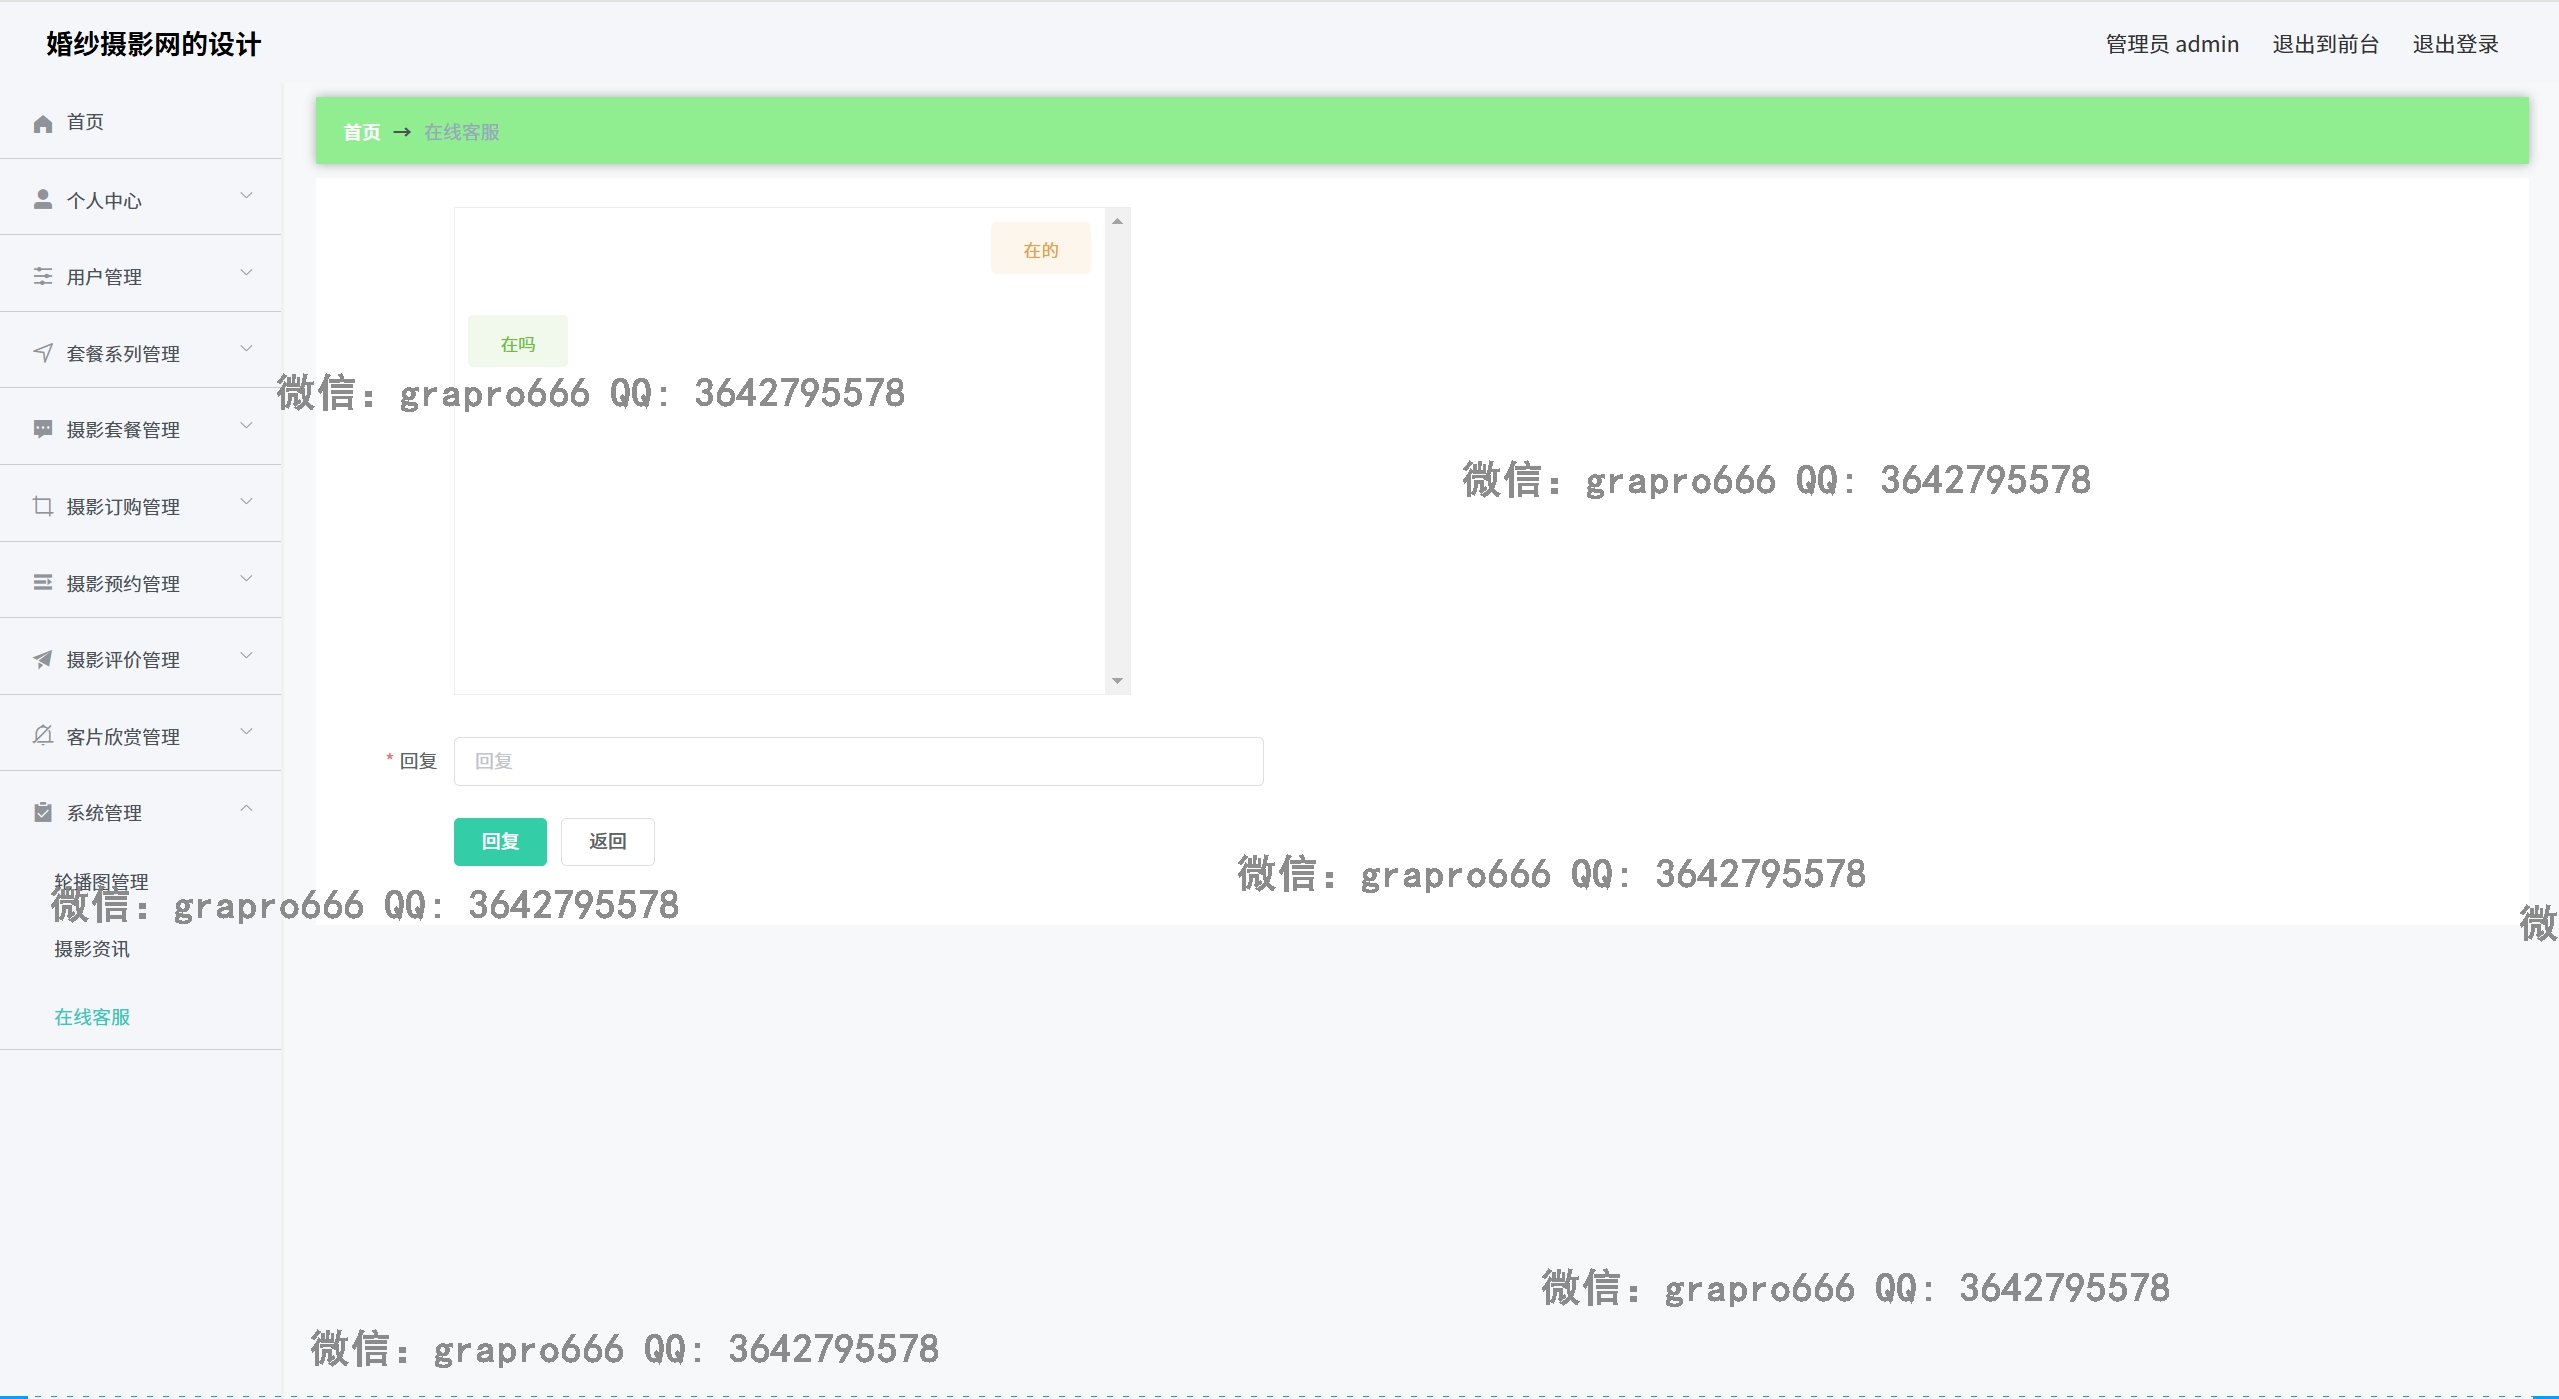 婚纱摄影网的设计
管理员 admin 退出到前台 退出登录
首页
个人中心
用户管理
套餐系列管理
摄影套餐管理
摄影订购管理
摄影预约管理
摄影评价管理
客片欣赏管理
系统管理
轮播图管理
摄影资讯
在线客服
首页 → 在线客服
在的
在吗
微信：grapro666 QQ: 3642795578
微信：grapro666 QQ: 3642795578
* 回复 回复
回复 返回
微信：grapro666 QQ: 3642795578
微信：grapro666 QQ: 3642795578
微
微信：grapro666 QQ: 3642795578
微信：grapro666 QQ: 3642795578